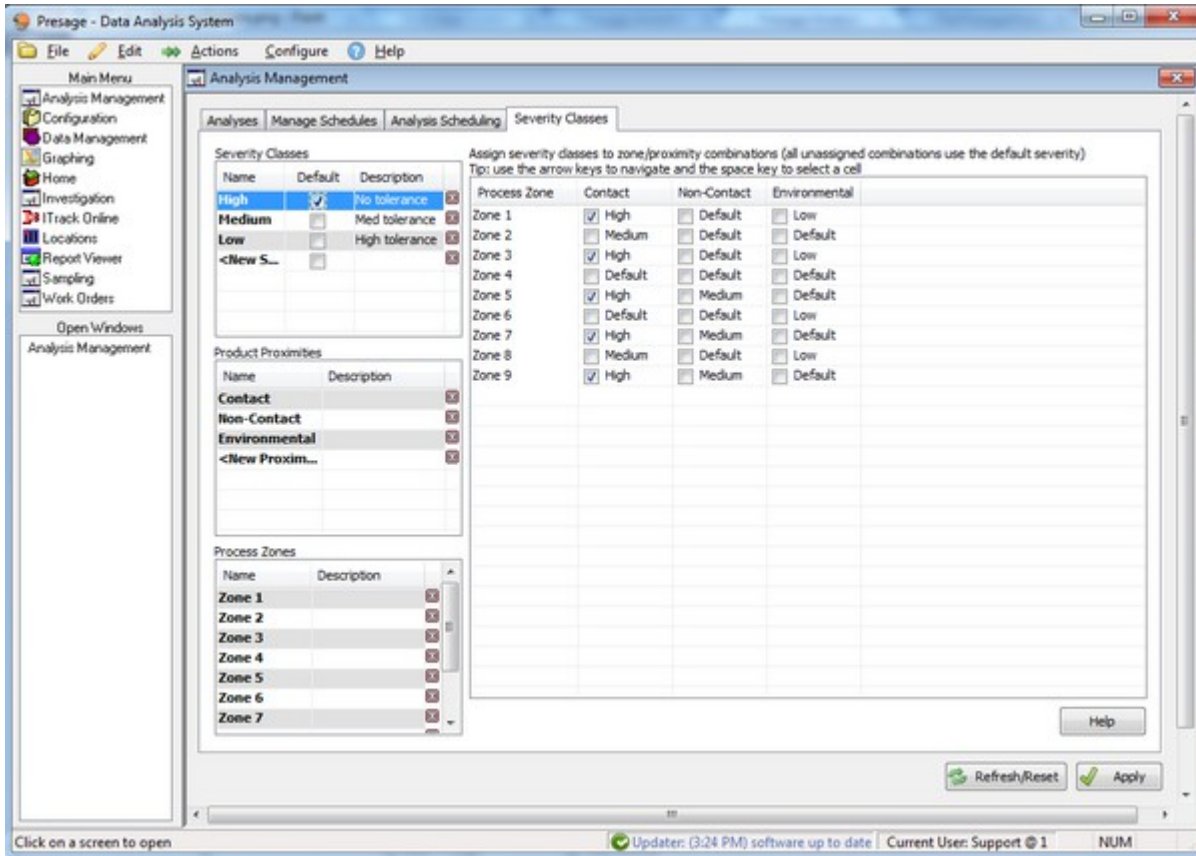 Presage - Data Analysis System
File Edit Actions Configure Help
Main Menu
Analysis Management
Configuration
Data Management
Graphing
Home
Investigation
ITrack Online
Locations
Report Viewer
Sampling
Work Orders
Open Windows
Analysis Management
Analysis Management
Analyses Manage Schedules Analysis Scheduling Severity Classes
Severity Classes
Name Default Description
High No tolerance
Medium Med tolerance
Low High tolerance
<New S...
Product Proximities
Name Description
Contact
Non-Contact
Environmental
<New Proxim...
Process Zones
Name Description
Zone 1
Zone 2
Zone 3
Zone 4
Zone 5
Zone 6
Zone 7
Assign severity classes to zone/proximity combinations (all unassigned combinations use the default severity)
Tip: use the arrow keys to navigate and the space key to select a cell
Process Zone Contact Non-Contact Environmental
Zone 1 High Default Low
Zone 2 Medium Default Default
Zone 3 High Default Low
Zone 4 Default Default Default
Zone 5 High Medium Default
Zone 6 Default Default Low
Zone 7 High Medium Default
Zone 8 Medium Default Low
Zone 9 High Medium Default
Help
Refresh/Reset Apply
Click on a screen to open
Updater: (3:24 PM) software up to date Current User: Support @ 1 NUM